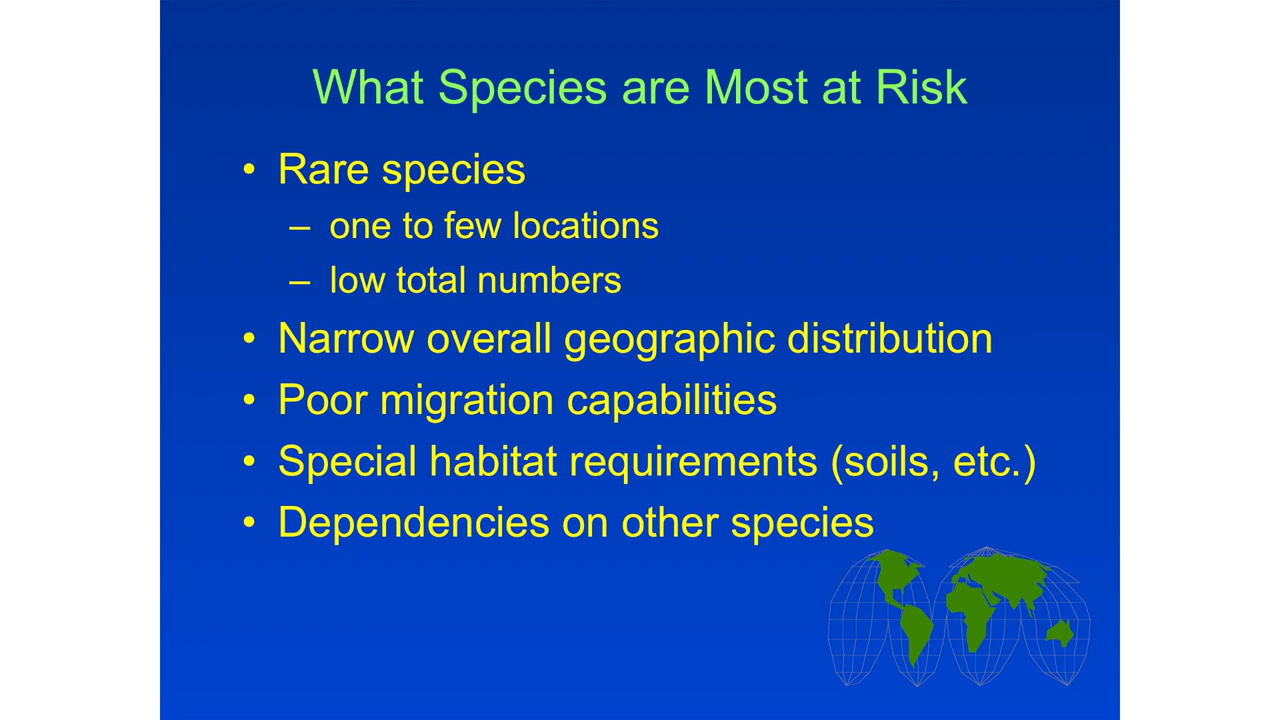 What Species are Most at Risk
• Rare species
– one to few locations
– low total numbers
• Narrow overall geographic distribution
• Poor migration capabilities
• Special habitat requirements (soils, etc.)
• Dependencies on other species